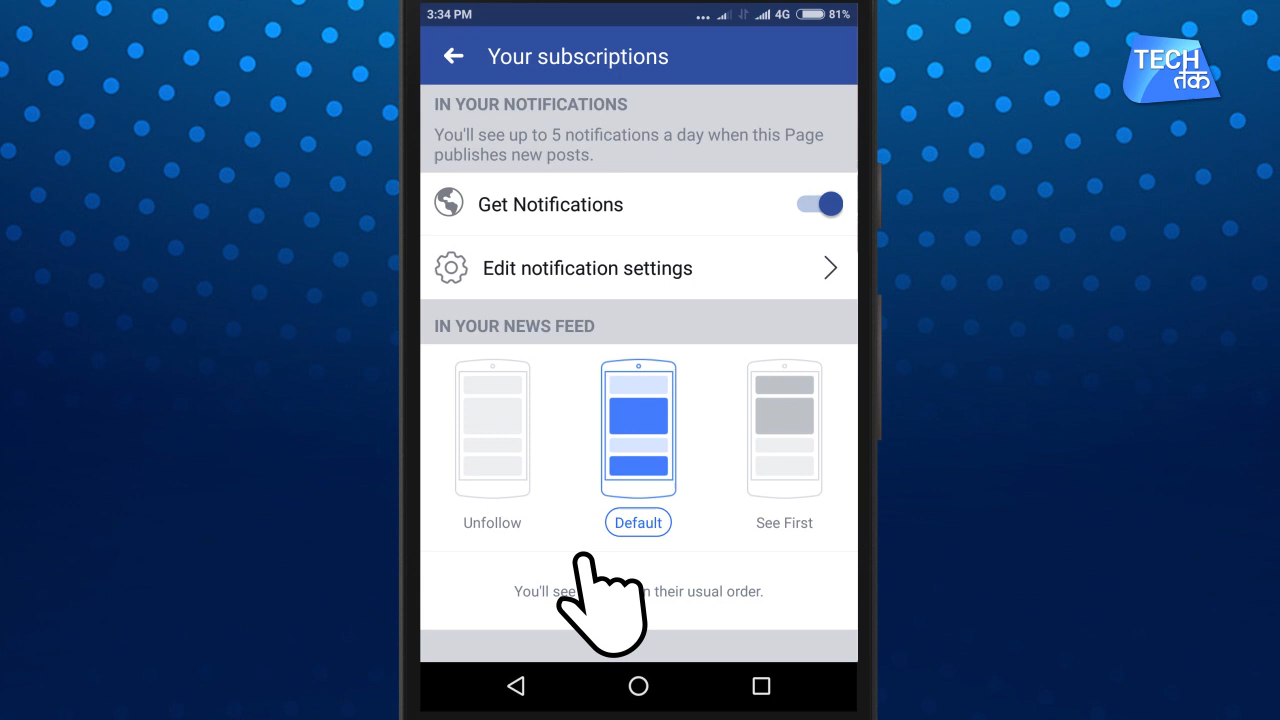 3:34 PM
4G
81%
TECH
तक
Your subscriptions
IN YOUR NOTIFICATIONS
You'll see up to 5 notifications a day when this Page
publishes new posts.
Get Notifications
Edit notification settings
IN YOUR NEWS FEED
Unfollow
Default
See First
You'll see their usual order.